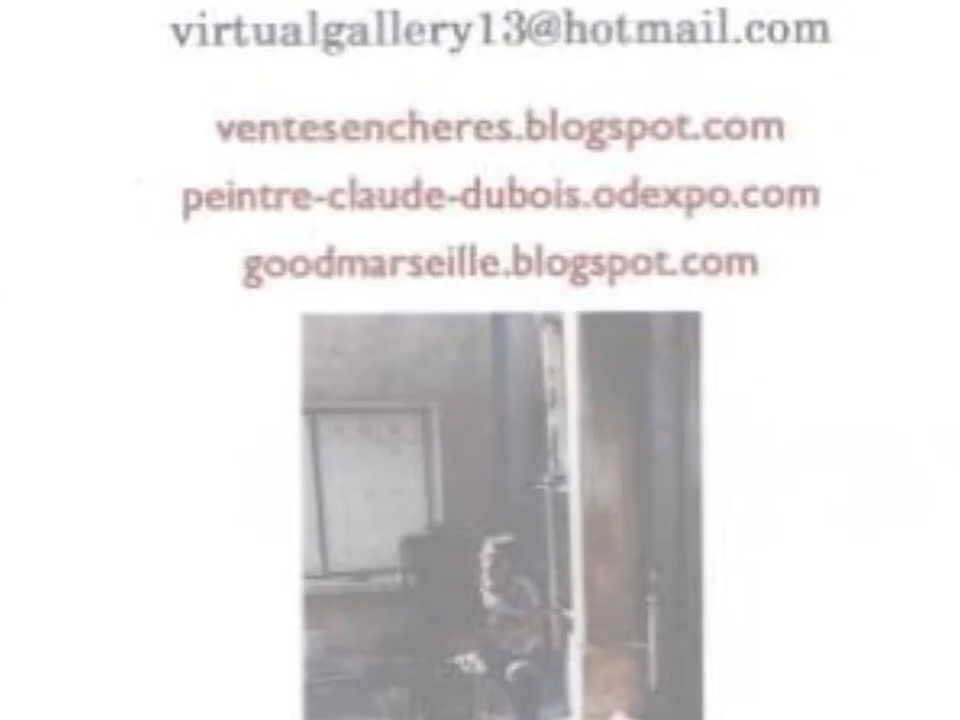 virtualgallery13@hotmail.com
ventesencheres.blogspot.com
peintre-claude-dubois.odexpo.com
goodmarseille.blogspot.com